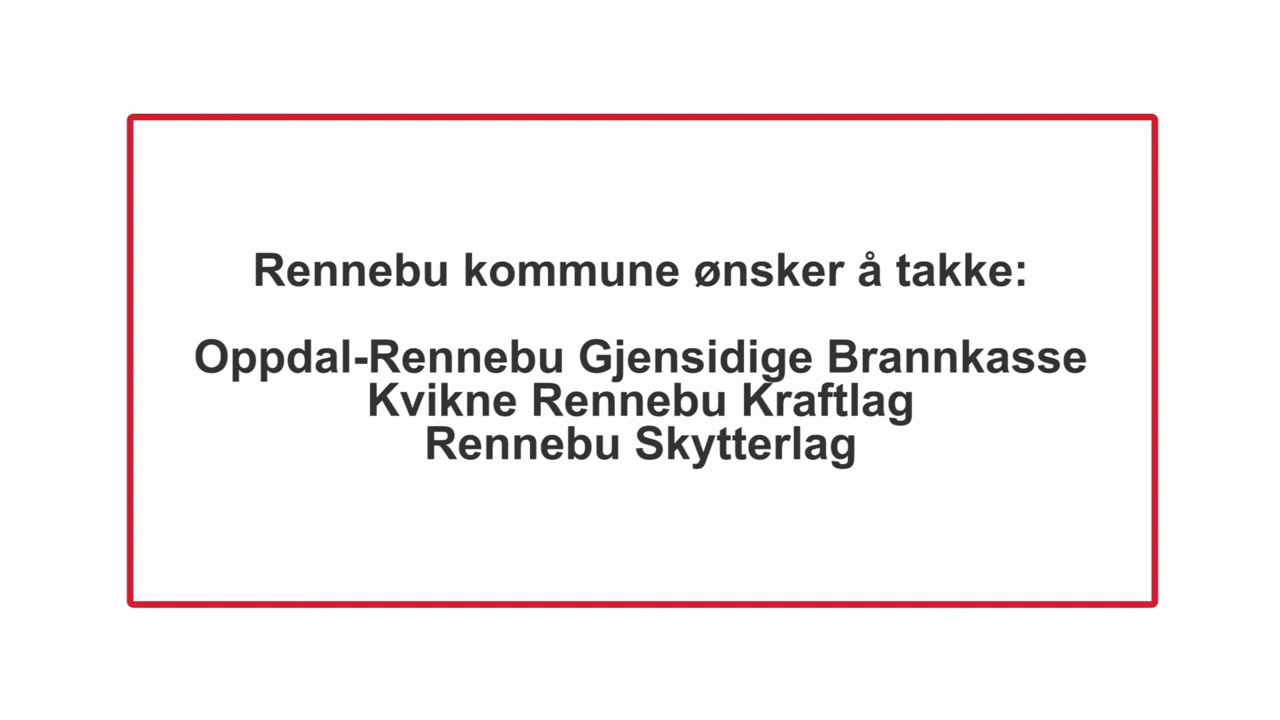 Rennebu kommune ønsker å takke:
Oppdal-Rennebu Gjensidige Brannkasse
Kvikne Rennebu Kraftlag
Rennebu Skytterlag